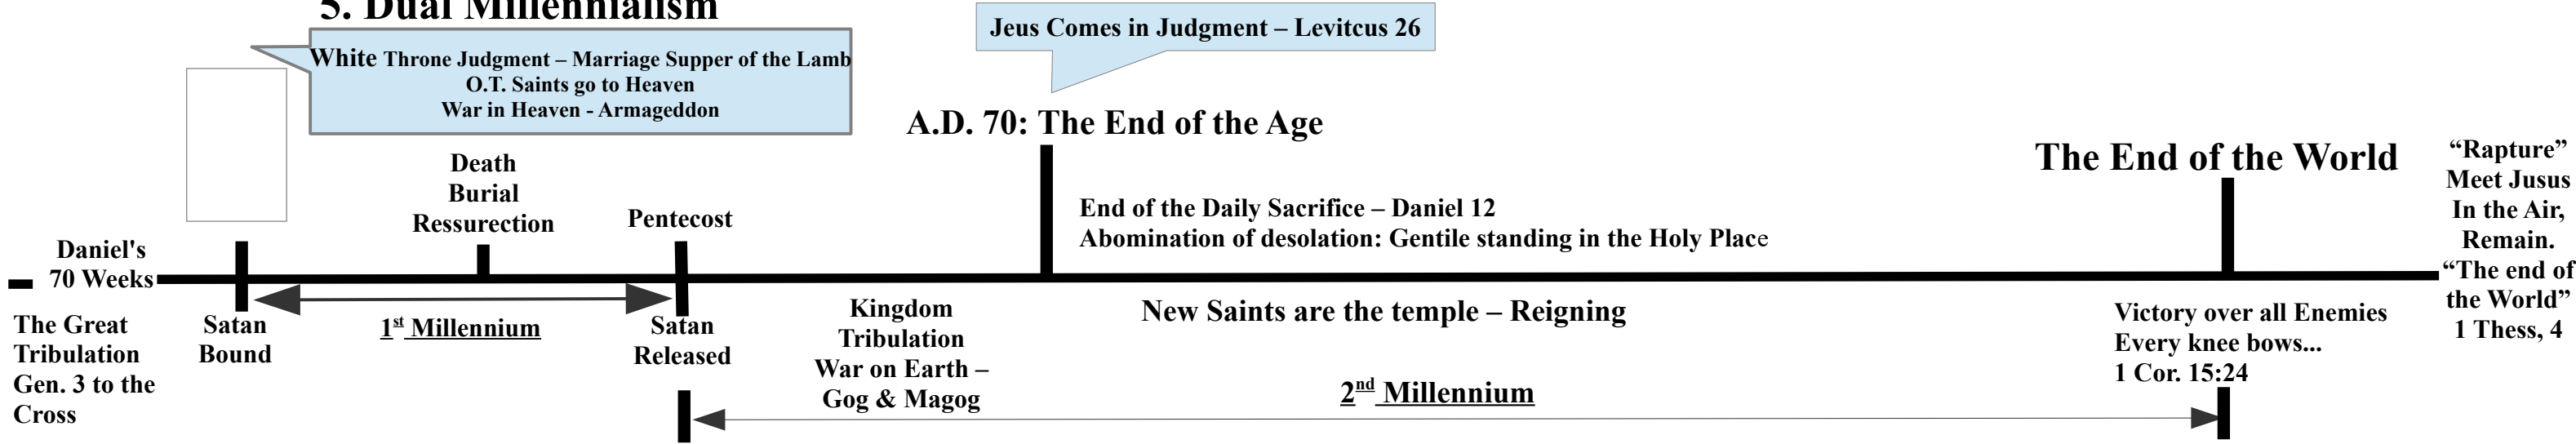 5. Dual Millennialism
White Throne Judgment – Marriage Supper of the Lamb
O.T. Saints go to Heaven
War in Heaven - Armageddon
Jeus Comes in Judgment – Levitcus 26
A.D. 70: The End of the Age
Death
Burial
Ressurection
Pentecost
End of the Daily Sacrifice – Daniel 12
Abomination of desolation: Gentile standing in the Holy Place
The End of the World
“Rapture”
Meet Jusus
In the Air,
Remain.
“The end of
the World”
1 Thess, 4
Daniel's
70 Weeks
The Great
Tribulation
Gen. 3 to the
Cross
Satan
Bound
1st Millennium
Satan
Released
Kingdom
Tribulation
War on Earth –
Gog & Magog
New Saints are the temple – Reigning
2nd Millennium
Victory over all Enemies
Every knee bows...
1 Cor. 15:24